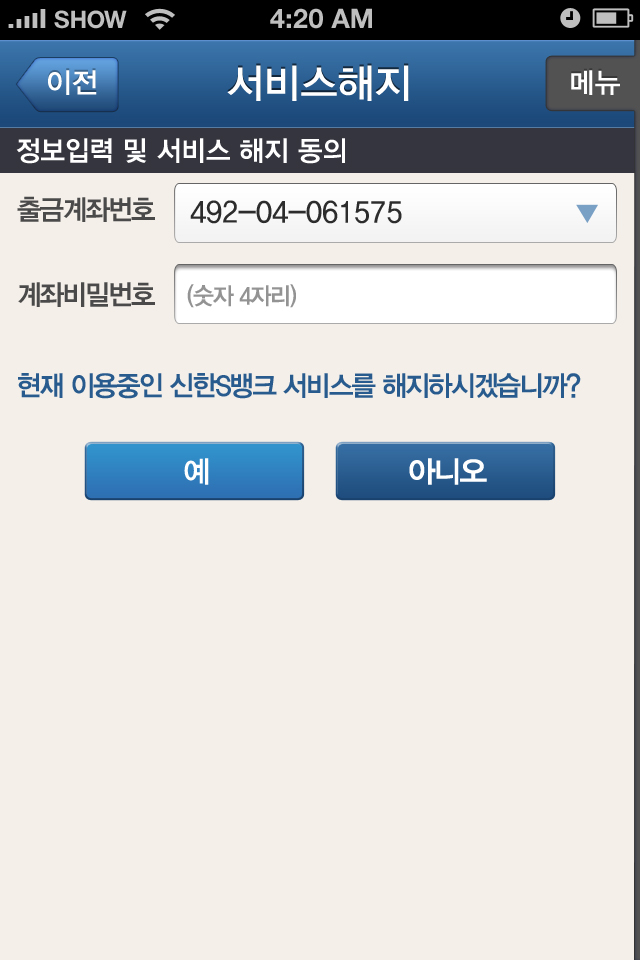 SHOW 4:20 AM
이전 서비스해지 메뉴
정보입력 및 서비스 해지 동의
출금계좌번호 492-04-061575
계좌비밀번호 (숫자 4자리)
현재 이용중인 신한S뱅크 서비스를 해지하시겠습니까?
예 아니오